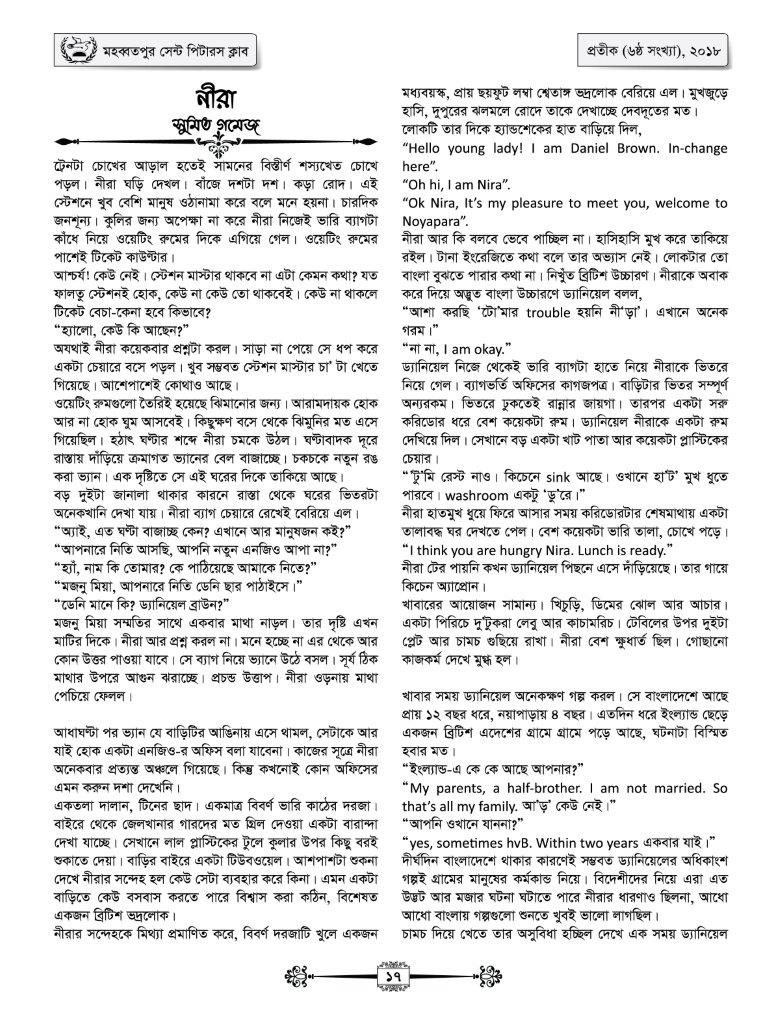 মহব্বতপুর সেন্ট পিটারস ক্লাব
প্রতীক (৬ষ্ঠ সংখ্যা), ২০১৮
নীরা
সুমিত গমেজ
ট্রেনটা চোখের আড়াল হতেই সামনের বিস্তীর্ণ শস্যখেত চোখে
পড়ল। নীরা ঘড়ি দেখল। বাঁজে দশটা দশ। কড়া রোদ। এই
স্টেশনে খুব বেশি মানুষ ওঠানামা করে বলে মনে হয়না। চারদিক
জনশূন্য। কুলির জন্য অপেক্ষা না করে নীরা নিজেই ভারি ব্যাগটা
কাঁধে নিয়ে ওয়েটিং রুমের দিকে এগিয়ে গেল। ওয়েটিং রুমের
পাশেই টিকেট কাউন্টার।
আশ্চর্য! কেউ নেই। স্টেশন মাস্টার থাকবে না এটা কেমন কথা? যত
ফালতু স্টেশনই হোক, কেউ না কেউ তো থাকবেই। কেউ না থাকলে
টিকেট বেচা-কেনা হবে কিভাবে?
“হ্যালো, কেউ কি আছেন?”
অযথাই নীরা কয়েকবার প্রশ্নটা করল। সাড়া না পেয়ে সে ধপ করে
একটা চেয়ারে বসে পড়ল। খুব সম্ভবত স্টেশন মাস্টার চা’ টা খেতে
গিয়েছে। আশেপাশেই কোথাও আছে।
ওয়েটিং রুমগুলো তৈরিই হয়েছে ঝিমানোর জন্য। আরামদায়ক হোক
আর না হোক ঘুম আসবেই। কিছুক্ষণ বসে থেকে ঝিমুনির মত এসে
গিয়েছিল। হঠাৎ ঘণ্টার শব্দে নীরা চমকে উঠল। ঘণ্টাবাদক দূরে
রাস্তায় দাঁড়িয়ে ক্রমাগত ভ্যানের বেল বাজাচ্ছে। চকচকে নতুন রঙ
করা ভ্যান। এক দৃষ্টিতে সে এই ঘরের দিকে তাকিয়ে আছে।
বড় দুইটা জানালা থাকার কারনে রাস্তা থেকে ঘরের ভিতরটা
অনেকখানি দেখা যায়। নীরা ব্যাগ চেয়ারে রেখেই বেরিয়ে এল।
“অ্যাই, এত ঘণ্টা বাজাচ্ছ কেন? এখানে আর মানুষজন কই?”
“আপনারে নিতি আসছি, আপনি নতুন এনজিও আপা না?”
“হ্যাঁ, নাম কি তোমার? কে পাঠিয়েছে আমাকে নিতে?”
“মজনু মিয়া, আপনারে নিতি ডেনি ছার পাঠাইসে।”
“ডেনি মানে কি? ড্যানিয়েল ব্রাউন?”
মজনু মিয়া সম্মতির সাথে একবার মাথা নাড়ল। তার দৃষ্টি এখন
মাটির দিকে। নীরা আর প্রশ্ন করল না। মনে হচ্ছে না এর থেকে আর
কোন উত্তর পাওয়া যাবে। সে ব্যাগ নিয়ে ভ্যানে উঠে বসল। সূর্য ঠিক
মাথার উপরে আগুন ঝরাচ্ছে। প্রচন্ড উত্তাপ। নীরা ওড়নায় মাথা
পেচিয়ে ফেলল।
আধাঘণ্টা পর ভ্যান যে বাড়িটির আঙিনায় এসে থামল, সেটাকে আর
যাই হোক একটা এনজিও-র অফিস বলা যাবেনা। কাজের সূত্রে নীরা
অনেকবার প্রত্যন্ত অঞ্চলে গিয়েছে। কিন্তু কখনোই কোন অফিসের
এমন করুন দশা দেখেনি।
একতলা দালান, টিনের ছাদ। একমাত্র বিবর্ণ ভারি কাঠের দরজা।
বাইরে থেকে জেলখানার গারদের মত গ্রিল দেওয়া একটা বারান্দা
দেখা যাচ্ছে। সেখানে লাল প্লাস্টিকের টুলে কুলার উপর কিছু বরই
শুকাতে দেয়া। বাড়ির বাইরে একটা টিউবওয়েল। আশপাশটা শুকনা
দেখে নীরার সন্দেহ হল কেউ সেটা ব্যবহার করে কিনা। এমন একটা
বাড়িতে কেউ বসবাস করতে পারে বিশ্বাস করা কঠিন, বিশেষত
একজন ব্রিটিশ ভদ্রলোক।
নীরার সন্দেহকে মিথ্যা প্রমাণিত করে, বিবর্ণ দরজাটি খুলে একজন
মধ্যবয়স্ক, প্রায় ছয়ফুট লম্বা শ্বেতাঙ্গ ভদ্রলোক বেরিয়ে এল। মুখজুড়ে
হাসি, দুপুরের ঝলমলে রোদে তাকে দেখাচ্ছে দেবদূতের মত।
লোকটি তার দিকে হ্যান্ডশেকের হাত বাড়িয়ে দিল,
“Hello young lady! I am Daniel Brown. In-change
here”.
“Oh hi, I am Nira”.
“Ok Nira, It’s my pleasure to meet you, welcome to
Noyapara”.
নীরা আর কি বলবে ভেবে পাচ্ছিল না। হাসিহাসি মুখ করে তাকিয়ে
রইল। টানা ইংরেজিতে কথা বলে তার অভ্যাস নেই। লোকটার তো
বাংলা বুঝতে পারার কথা না। নিখুঁত ব্রিটিশ উচ্চারণ। নীরাকে অবাক
করে দিয়ে অদ্ভুত বাংলা উচ্চারণে ড্যানিয়েল বলল,
“আশা করছি ‘টো’মার trouble হয়নি নী‘ড়া’। এখানে অনেক
গরম।”
“না না, I am okay.”
ড্যানিয়েল নিজে থেকেই ভারি ব্যাগটা হাতে নিয়ে নীরাকে ভিতরে
নিয়ে গেল। ব্যাগভর্তি অফিসের কাগজপত্র। বাড়িটার ভিতর সম্পূর্ণ
অন্যরকম। ভিতরে ঢুকতেই রান্নার জায়গা। তারপর একটা সরু
করিডোর ধরে বেশ কয়েকটা রুম। ড্যানিয়েল নীরাকে একটা রুম
দেখিয়ে দিল। সেখানে বড় একটা খাট পাতা আর কয়েকটা প্লাস্টিকের
চেয়ার।
“‘টু’মি রেস্ট নাও। কিচেনে sink আছে। ওখানে হা‘ট’ মুখ ধুতে
পারবে। washroom একটু ‘ডু’রে।”
নীরা হাতমুখ ধুয়ে ফিরে আসার সময় করিডোরটার শেষমাথায় একটা
তালাবদ্ধ ঘর দেখতে পেল। বেশ কয়েকটা ভারি তালা, চোখে পড়ে।
“I think you are hungry Nira. Lunch is ready.”
নীরা টের পায়নি কখন ড্যানিয়েল পিছনে এসে দাঁড়িয়েছে। তার গায়ে
কিচেন অ্যাপ্রোন।
খাবারের আয়োজন সামান্য। খিচুড়ি, ডিমের ঝোল আর আচার।
একটা পিরিচে দু’টুকরা লেবু আর কাচামরিচ। টেবিলের উপর দুইটা
প্লেট আর চামচ গুছিয়ে রাখা। নীরা বেশ ক্ষুধার্ত ছিল। গোছানো
কাজকর্ম দেখে মুগ্ধ হল।
খাবার সময় ড্যানিয়েল অনেকক্ষণ গল্প করল। সে বাংলাদেশে আছে
প্রায় ১২ বছর ধরে, নয়াপাড়ায় ৪ বছর। এতদিন ধরে ইংল্যান্ড ছেড়ে
একজন ব্রিটিশ এদেশের গ্রামে গ্রামে পড়ে আছে, ঘটনাটা বিস্মিত
হবার মত।
“ইংল্যান্ড-এ কে কে আছে আপনার?”
“My parents, a half-brother. I am not married. So
that’s all my family. আ‘ড়’ কেউ নেই।”
“আপনি ওখানে যাননা?”
“yes, sometimes hvB. Within two years একবার যাই।”
দীর্ঘদিন বাংলাদেশে থাকার কারণেই সম্ভবত ড্যানিয়েলের অধিকাংশ
গল্পই গ্রামের মানুষের কর্মকান্ড নিয়ে। বিদেশীদের নিয়ে এরা এত
উদ্ভট আর মজার ঘটনা ঘটাতে পারে নীরার ধারণাও ছিলনা, আধো
আধো বাংলায় গল্পগুলো শুনতে খুবই ভালো লাগছিল।
চামচ দিয়ে খেতে তার অসুবিধা হচ্ছিল দেখে এক সময় ড্যানিয়েল
১৭